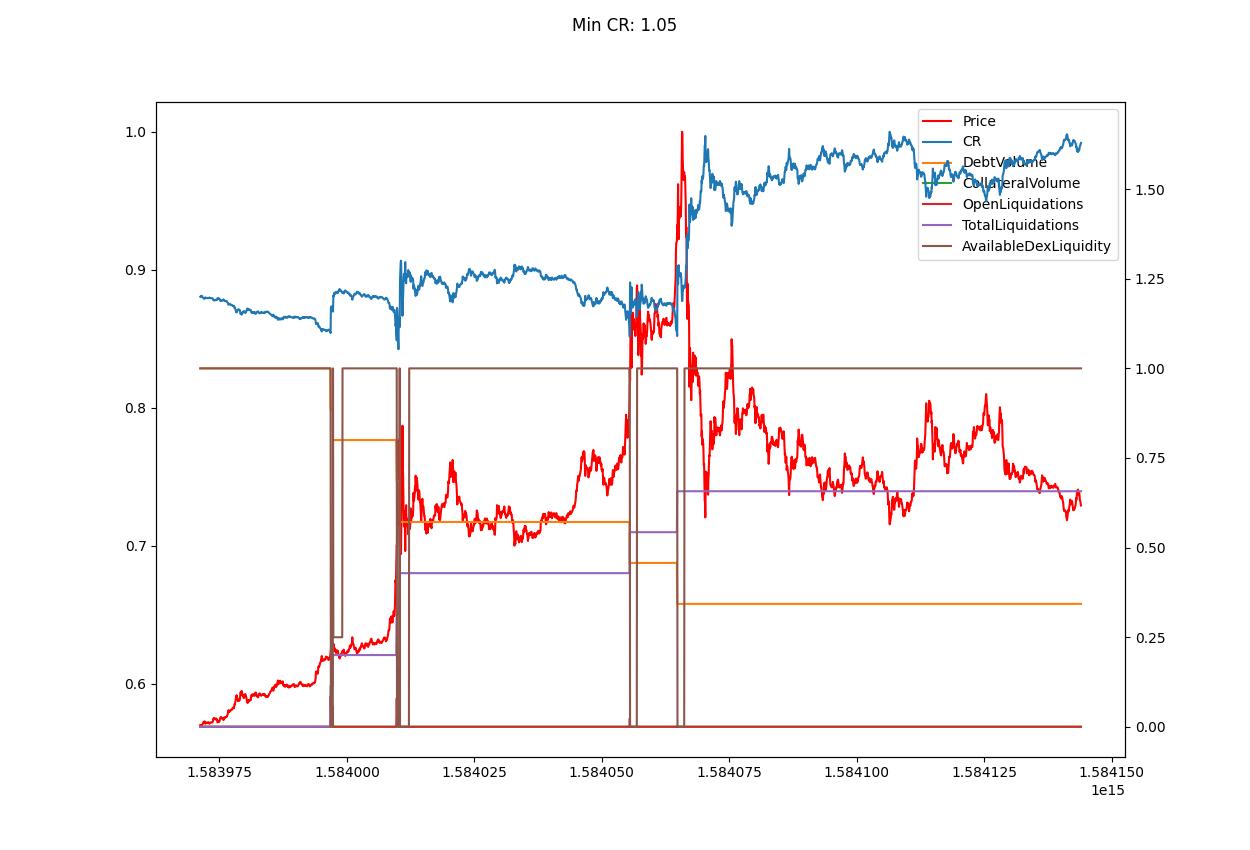 Min CR: 1.05
1.0
0.9
0.8
0.7
0.6
Price
CR
DebtVolume
CollateralVolume
OpenLiquidations
TotalLiquidations
AvailableDexLiquidity
1.50
1.25
1.00
0.75
0.50
0.25
0.00
1.583975 1.584000 1.584025 1.584050 1.584075 1.584100 1.584125 1.584150
1e15